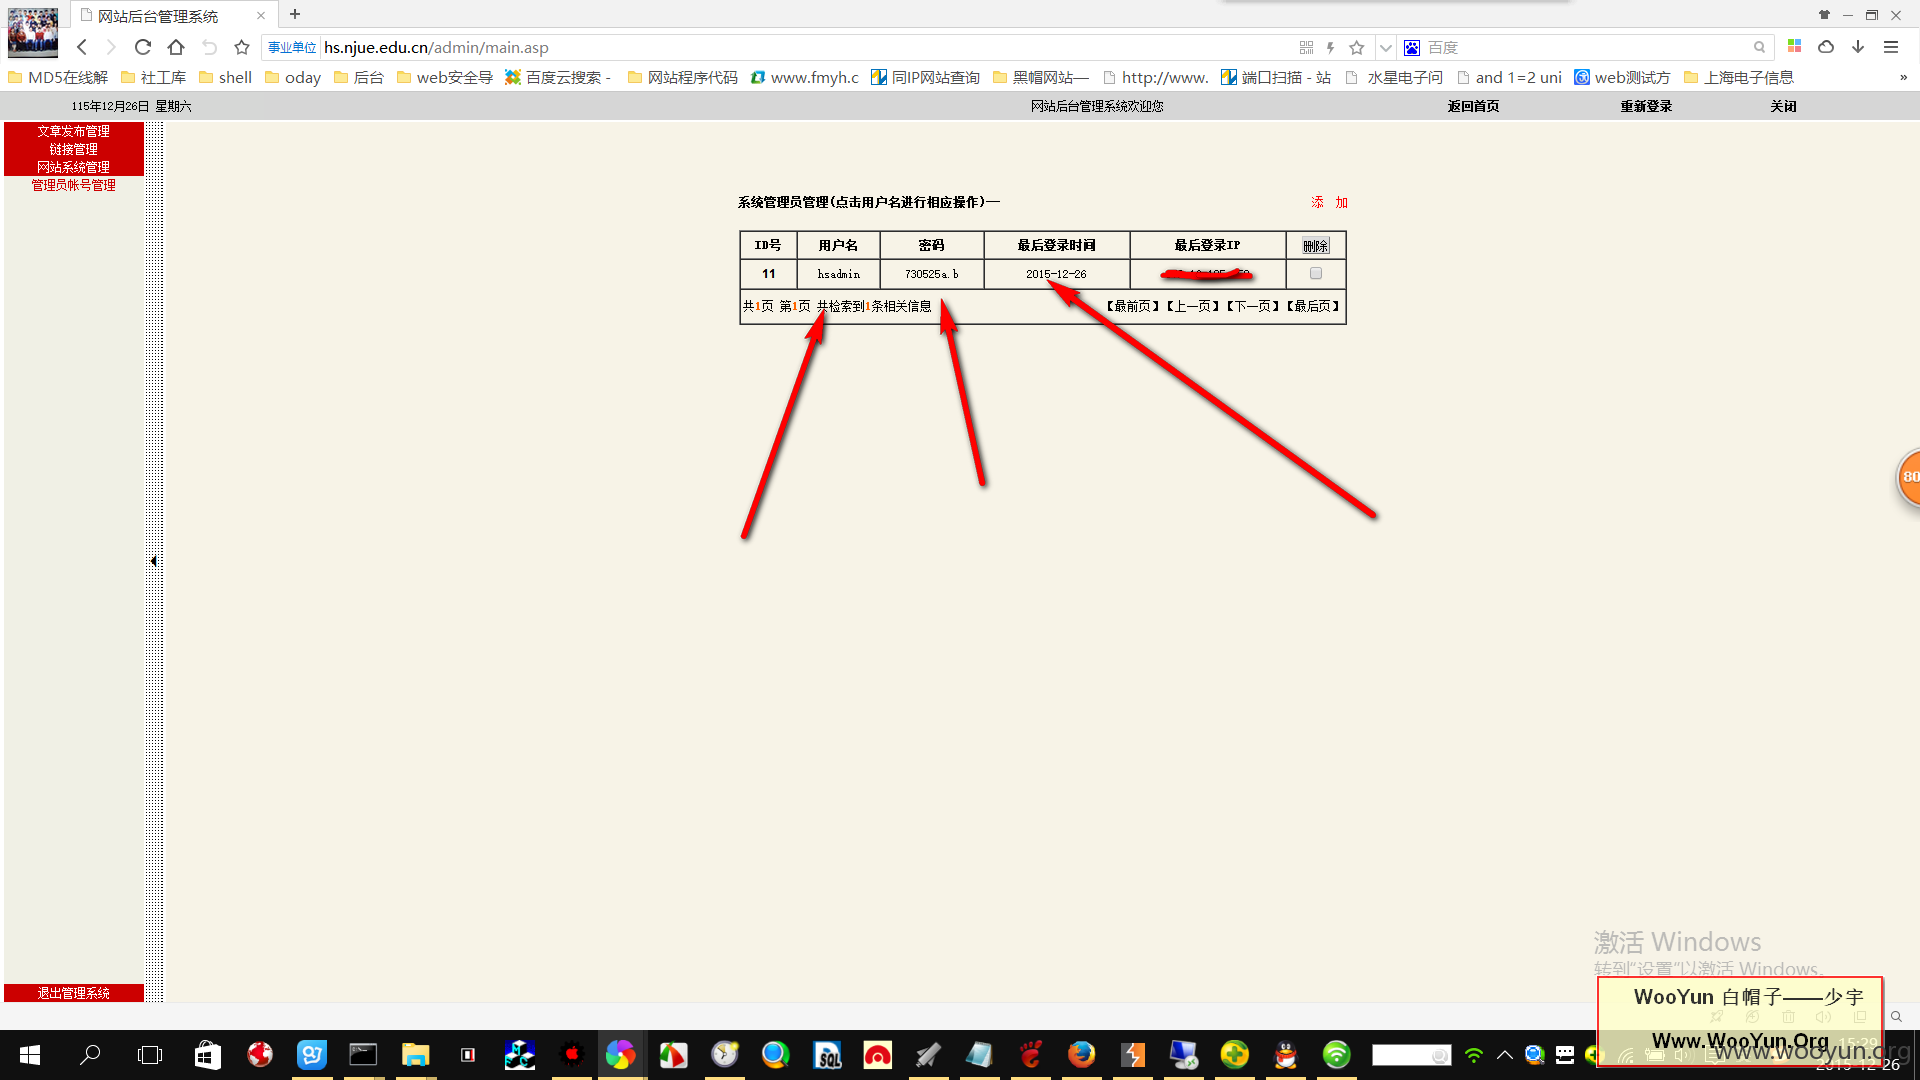 网站后台管理系统
事业单位 hs.njue.edu.cn/admin/main.asp 百度
MD5在线解 社工库 shell oday 后台 web安全导 百度云搜索 - 网站程序代码 www.fmyh.c 同IP网站查询 黑帽网站— http://www. 端口扫描 - 站 水星电子问 and 1=2 uni web测试方 上海电子信息 »
115年12月26日 星期六 网站后台管理系统欢迎您 返回首页 重新登录 关闭
文章发布管理
链接管理
网站系统管理
管理员帐号管理
系统管理员管理(点击用户名进行相应操作)— 添 加
ID号 用户名 密码 最后登录时间 最后登录IP 删除
11 hsadmin 730525a.b 2015-12-26
共1页 第1页 共检索到1条相关信息 【最前页】【上一页】【下一页】【最后页】
80
退出管理系统
激活 Windows
转到"设置"以激活 Windows。
WooYun 白帽子——少宇
Www.WooYun.Org
www.wooyun.org
15:29
2015-12-26